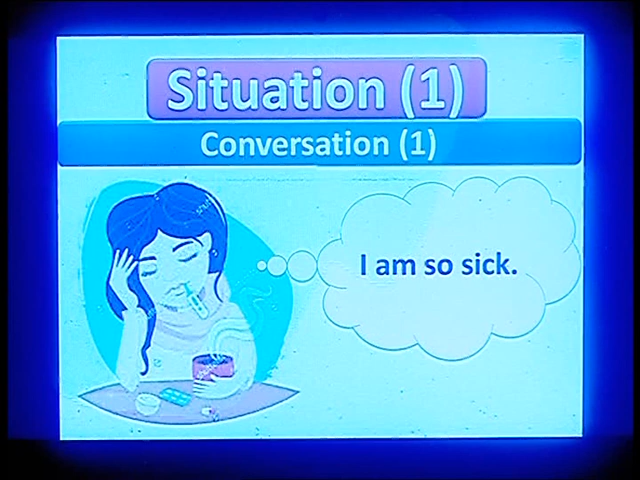 Situation (1)
Conversation (1)
I am so sick.